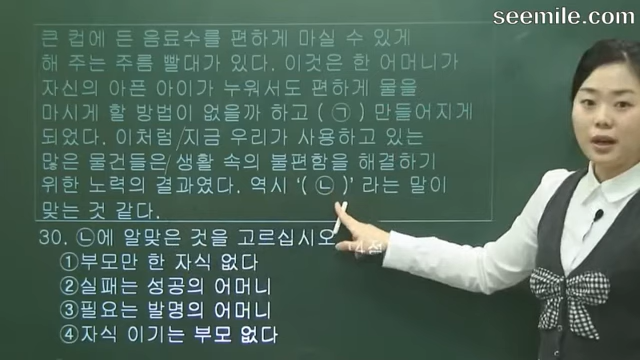 seemile.com
큰 컵에 든 음료수를 편하게 마실 수 있게
해 주는 주름 빨대가 있다. 이것은 한 어머니가
자신의 아픈 아이가 누워서도 편하게 물을
마시게 할 방법이 없을까 하고 ( ㉠ ) 만들어지게
되었다. 이처럼/지금 우리가 사용하고 있는
많은 물건들은/생활 속의 불편함을 해결하기
위한 노력의 결과였다. 역시 ‘( ㉡ )’ 라는 말이
맞는 것 같다.
30. ㉡에 알맞은 것을 고르십시오
①부모만 한 자식 없다
②실패는 성공의 어머니
③필요는 발명의 어머니
④자식 이기는 부모 없다